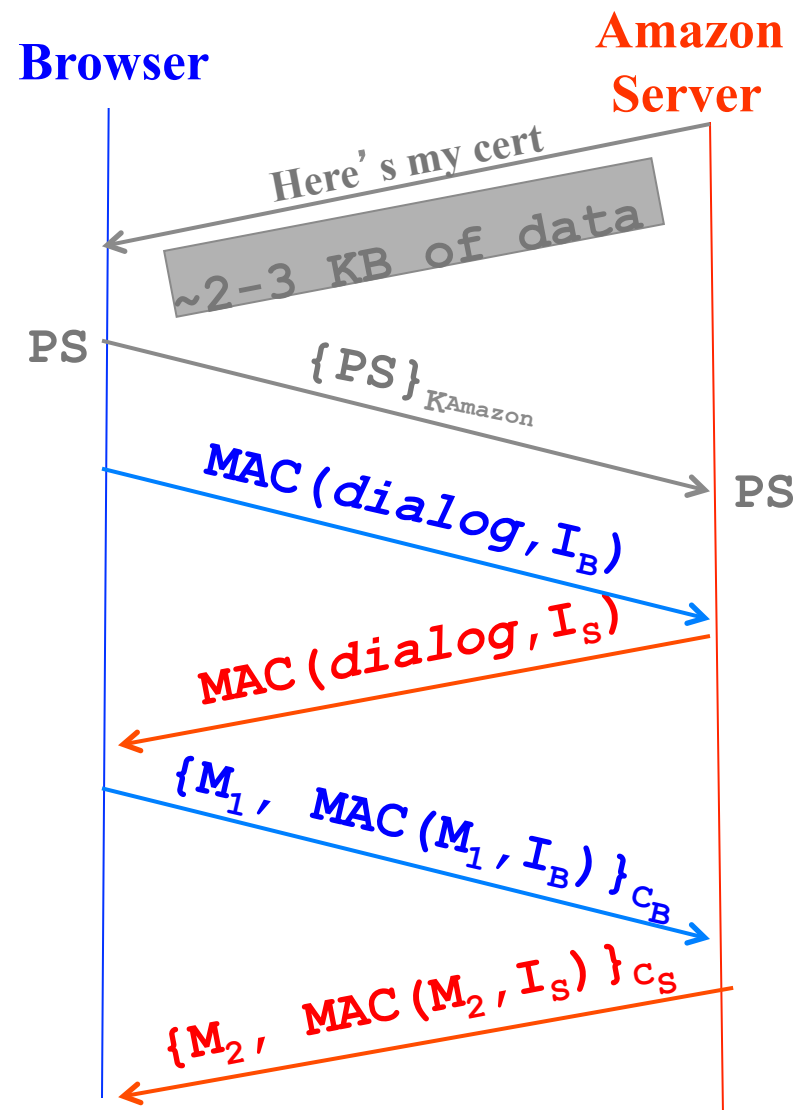 Browser
Amazon
Server
Here’s my cert
~2-3 KB of data
PS
{PS}KAmazon
PS
MAC(dialog,IB)
MAC(dialog,IS)
{M1, MAC(M1,IB)}CB
{M2, MAC(M2,IS)}CS